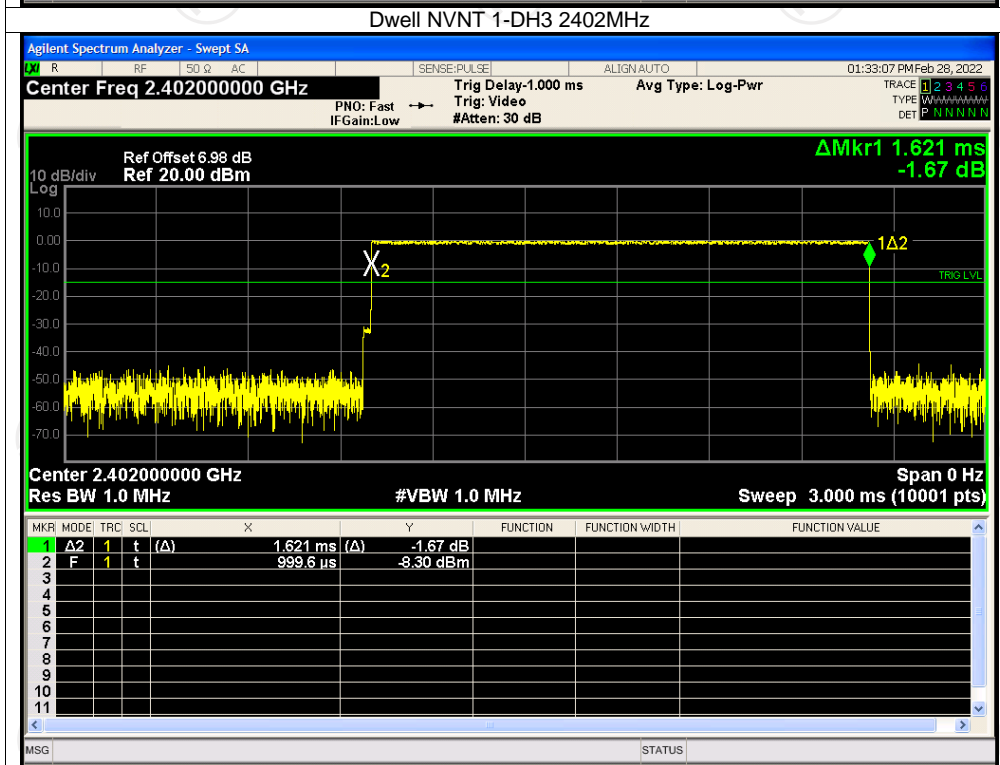 Dwell NVNT 1-DH3 2402MHz
Agilent Spectrum Analyzer - Swept SA
LXI R RF 50 Ω AC SENSE:PULSE ALIGN AUTO 01:33:07 PM Feb 28, 2022
Center Freq 2.402000000 GHz Trig Delay-1.000 ms Avg Type: Log-Pwr TRACE 1 2 3 4 5 6
PNO: Fast Trig: Video TYPE WWWWWW
IFGain:Low #Atten: 30 dB DET P N N N N N
ΔMkr1 1.621 ms
-1.67 dB
Ref Offset 6.98 dB
10 dB/div Ref 20.00 dBm
Log
10.0
0.00
1Δ2
-10.0
2
TRIG LVL
-20.0
-30.0
-40.0
-50.0
-60.0
-70.0
Center 2.402000000 GHz Span 0 Hz
Res BW 1.0 MHz #VBW 1.0 MHz Sweep 3.000 ms (10001 pts)
MKR MODE TRC SCL X Y FUNCTION FUNCTION WIDTH FUNCTION VALUE
1 Δ2 1 t (Δ) 1.621 ms (Δ) -1.67 dB
2 F 1 t 999.6 µs -8.30 dBm
3
4
5
6
7
8
9
10
11
MSG STATUS